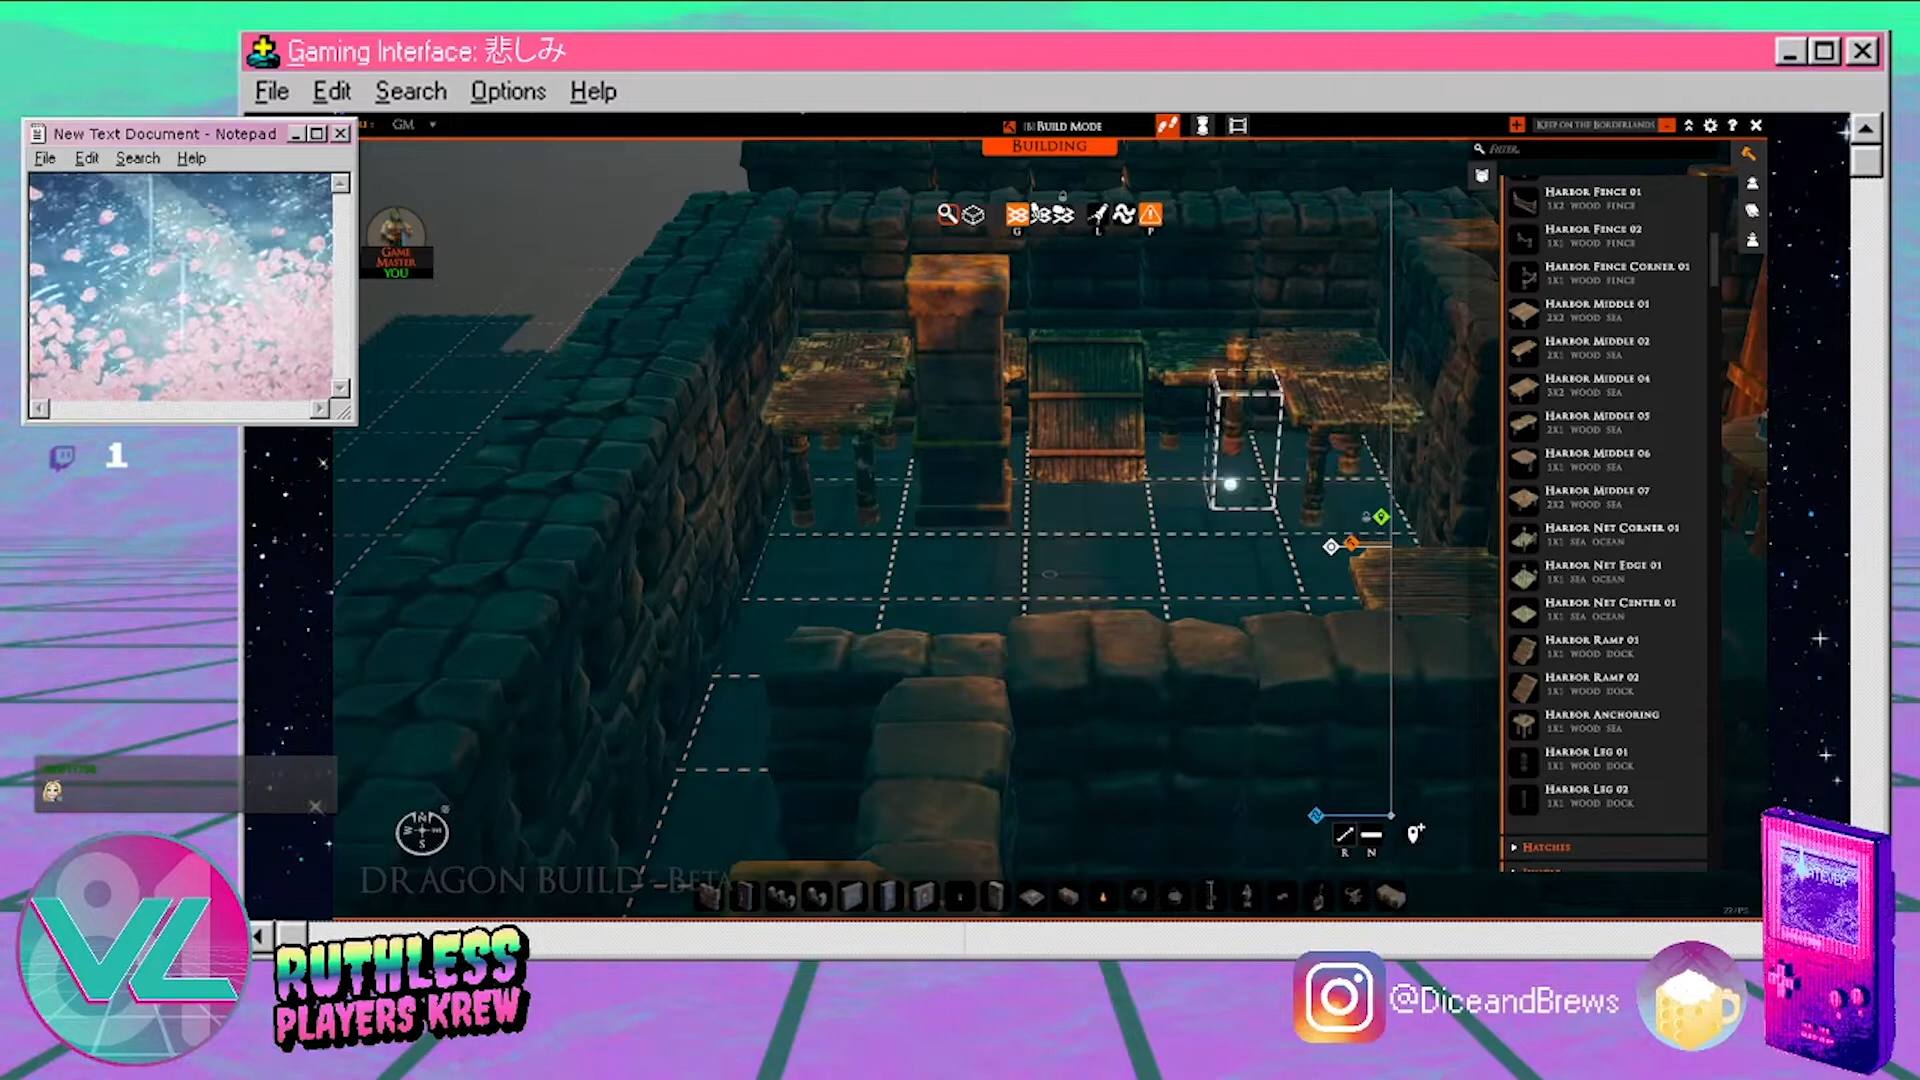 Gaming Interface: 悲しみ
File Edit Search Options Help
New Text Document - Notepad
File Edit Search Help
GM
BUILD MODE
BUILDING
KEEP ON THE BORDERLANDS
FILTER
G
L
P
GAME
MASTER
YOU
HARBOR FENCE 01
1X2 WOOD FENCE
HARBOR FENCE 02
1X1 WOOD FENCE
HARBOR FENCE CORNER 01
1X1 WOOD FENCE
HARBOR MIDDLE 01
2X2 WOOD SEA
HARBOR MIDDLE 02
2X1 WOOD SEA
HARBOR MIDDLE 04
3X2 WOOD SEA
HARBOR MIDDLE 05
2X1 WOOD SEA
HARBOR MIDDLE 06
1X1 WOOD SEA
HARBOR MIDDLE 07
2X2 WOOD SEA
HARBOR NET CORNER 01
1X1 SEA OCEAN
HARBOR NET EDGE 01
1X1 SEA OCEAN
HARBOR NET CENTER 01
1X1 SEA OCEAN
HARBOR RAMP 01
1X1 WOOD DOCK
HARBOR RAMP 02
1X1 WOOD DOCK
HARBOR ANCHORING
1X1 WOOD SEA
HARBOR LEG 01
1X1 WOOD DOCK
HARBOR LEG 02
1X1 WOOD DOCK
HATCHES
1
N
W
S
R N
DRAGON BUILD - BETA
VL
RUTHLESS
PLAYERS KREW
@DiceandBrews